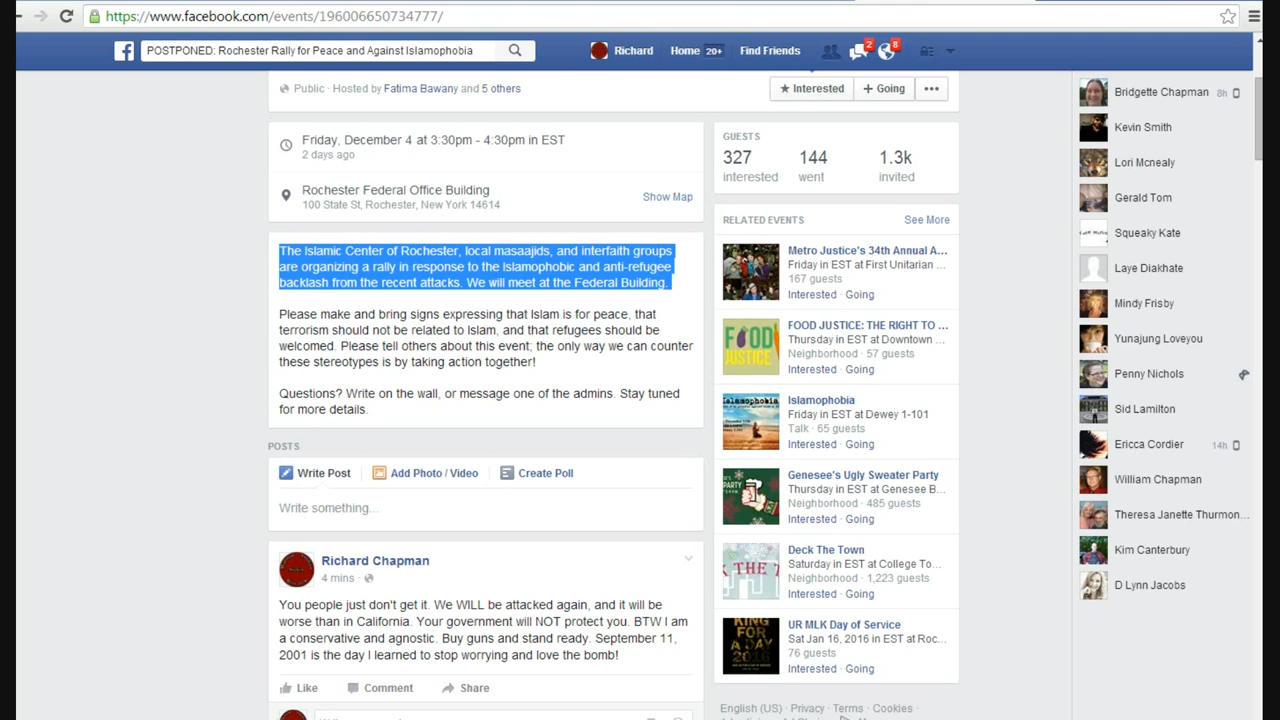 https://www.facebook.com/events/196006650734777/
POSTPONED: Rochester Rally for Peace and Against Islamophobia
Richard
Home 20+
Find Friends
2
8
Public · Hosted by Fatima Bawany and 5 others
★ Interested
+ Going
•••
Friday, December 4 at 3:30pm - 4:30pm in EST
2 days ago
Rochester Federal Office Building
100 State St, Rochester, New York 14614
Show Map
The Islamic Center of Rochester, local masaajids, and interfaith groups
are organizing a rally in response to the Islamophobic and anti-refugee
backlash from the recent attacks. We will meet at the Federal Building.
Please make and bring signs expressing that Islam is for peace, that
terrorism should not be related to Islam, and that refugees should be
welcomed. Please tell others about this event; the only way we can counter
these stereotypes is by taking action together!
Questions? Write on the wall, or message one of the admins. Stay tuned
for more details.
POSTS
Write Post
Add Photo / Video
Create Poll
Write something...
Richard Chapman
4 mins ·
You people just don't get it. We WILL be attacked again, and it will be
worse than in California. Your government will NOT protect you. BTW I am
a conservative and agnostic. Buy guns and stand ready. September 11,
2001 is the day I learned to stop worrying and love the bomb!
Like
Comment
Share
GUESTS
327 144 1.3k
interested went invited
RELATED EVENTS
See More
Metro Justice's 34th Annual A...
Friday in EST at First Unitarian ...
167 guests
Interested · Going
FOOD JUSTICE
FOOD JUSTICE: THE RIGHT TO ...
Thursday in EST at Downtown ...
Neighborhood · 57 guests
Interested · Going
Islamophobia
Islamophobia
Friday in EST at Dewey 1-101
Talk · 65 guests
Interested · Going
Genesee's Ugly Sweater Party
Thursday in EST at Genesee B...
Neighborhood · 485 guests
Interested · Going
Deck The Town
Saturday in EST at College To...
Neighborhood · 1,223 guests
Interested · Going
KING
FOR
A DAY
2016
UR MLK Day of Service
Sat Jan 16, 2016 in EST at Roc...
76 guests
Interested · Going
English (US) · Privacy · Terms · Cookies ·
Bridgette Chapman 8h
Kevin Smith
Lori Mcnealy
Gerald Tom
Squeaky Kate
Laye Diakhate
Mindy Frisby
Yunajung Loveyou
Penny Nichols
Sid Lamilton
Ericca Cordier 14h
William Chapman
Theresa Janette Thurmon...
Kim Canterbury
D Lynn Jacobs